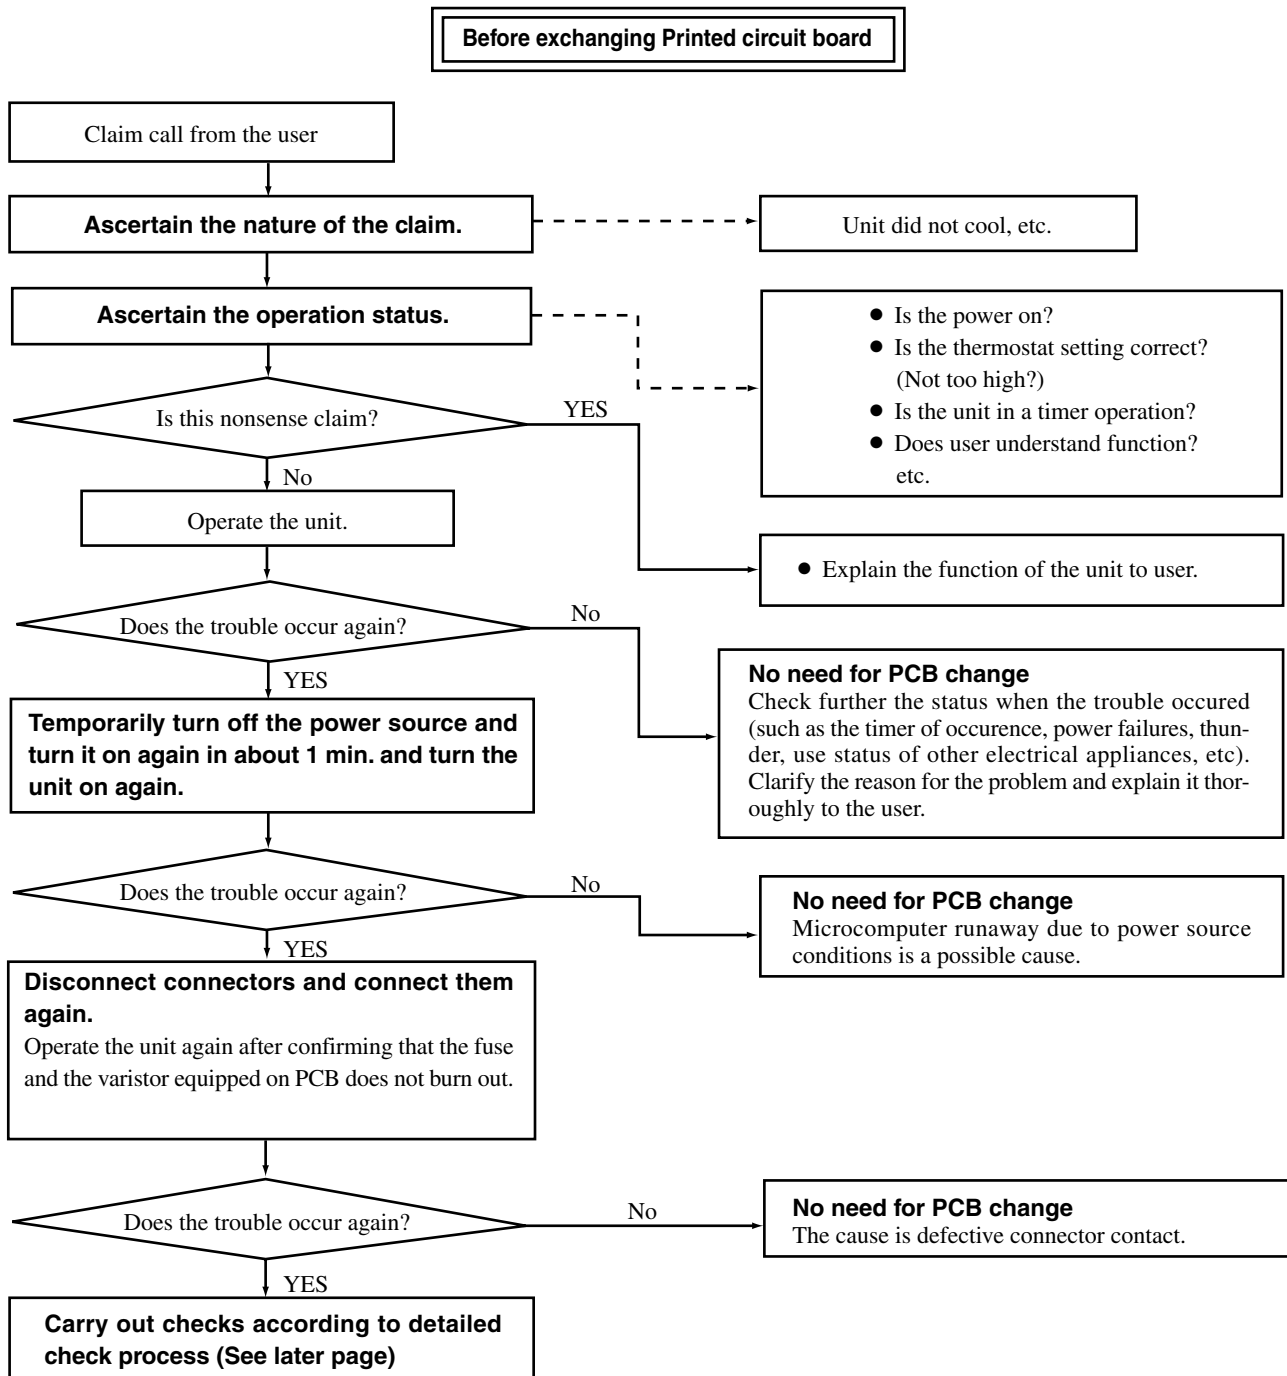 Before exchanging Printed circuit board
Claim call from the user
Ascertain the nature of the claim.
Unit did not cool, etc.
Ascertain the operation status.
● Is the power on?
● Is the thermostat setting correct?
(Not too high?)
● Is the unit in a timer operation?
● Does user understand function?
etc.
Is this nonsense claim?
YES
No
Operate the unit.
● Explain the function of the unit to user.
Does the trouble occur again?
No
YES
No need for PCB change
Check further the status when the trouble occured
(such as the timer of occurence, power failures, thun-
der, use status of other electrical appliances, etc).
Clarify the reason for the problem and explain it thor-
oughly to the user.
Temporarily turn off the power source and
turn it on again in about 1 min. and turn the
unit on again.
Does the trouble occur again?
No
YES
No need for PCB change
Microcomputer runaway due to power source
conditions is a possible cause.
Disconnect connectors and connect them
again.
Operate the unit again after confirming that the fuse
and the varistor equipped on PCB does not burn out.
Does the trouble occur again?
No
YES
No need for PCB change
The cause is defective connector contact.
Carry out checks according to detailed
check process (See later page)